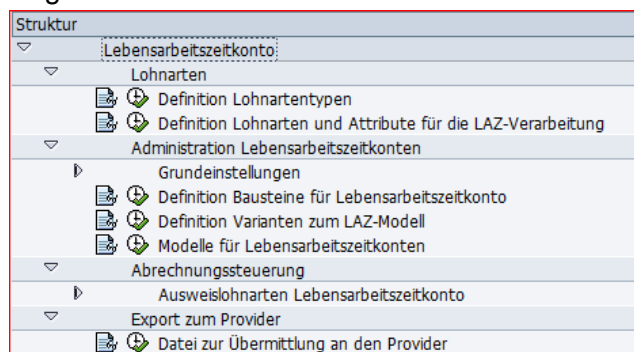 Struktur
Lebensarbeitszeitkonto
Lohnarten
Definition Lohnartentypen
Definition Lohnarten und Attribute für die LAZ-Verarbeitung
Administration Lebensarbeitszeitkonten
Grundeinstellungen
Definition Bausteine für Lebensarbeitszeitkonto
Definition Varianten zum LAZ-Modell
Modelle für Lebensarbeitszeitkonten
Abrechnungssteuerung
Ausweislohnarten Lebensarbeitszeitkonto
Export zum Provider
Datei zur Übermittlung an den Provider